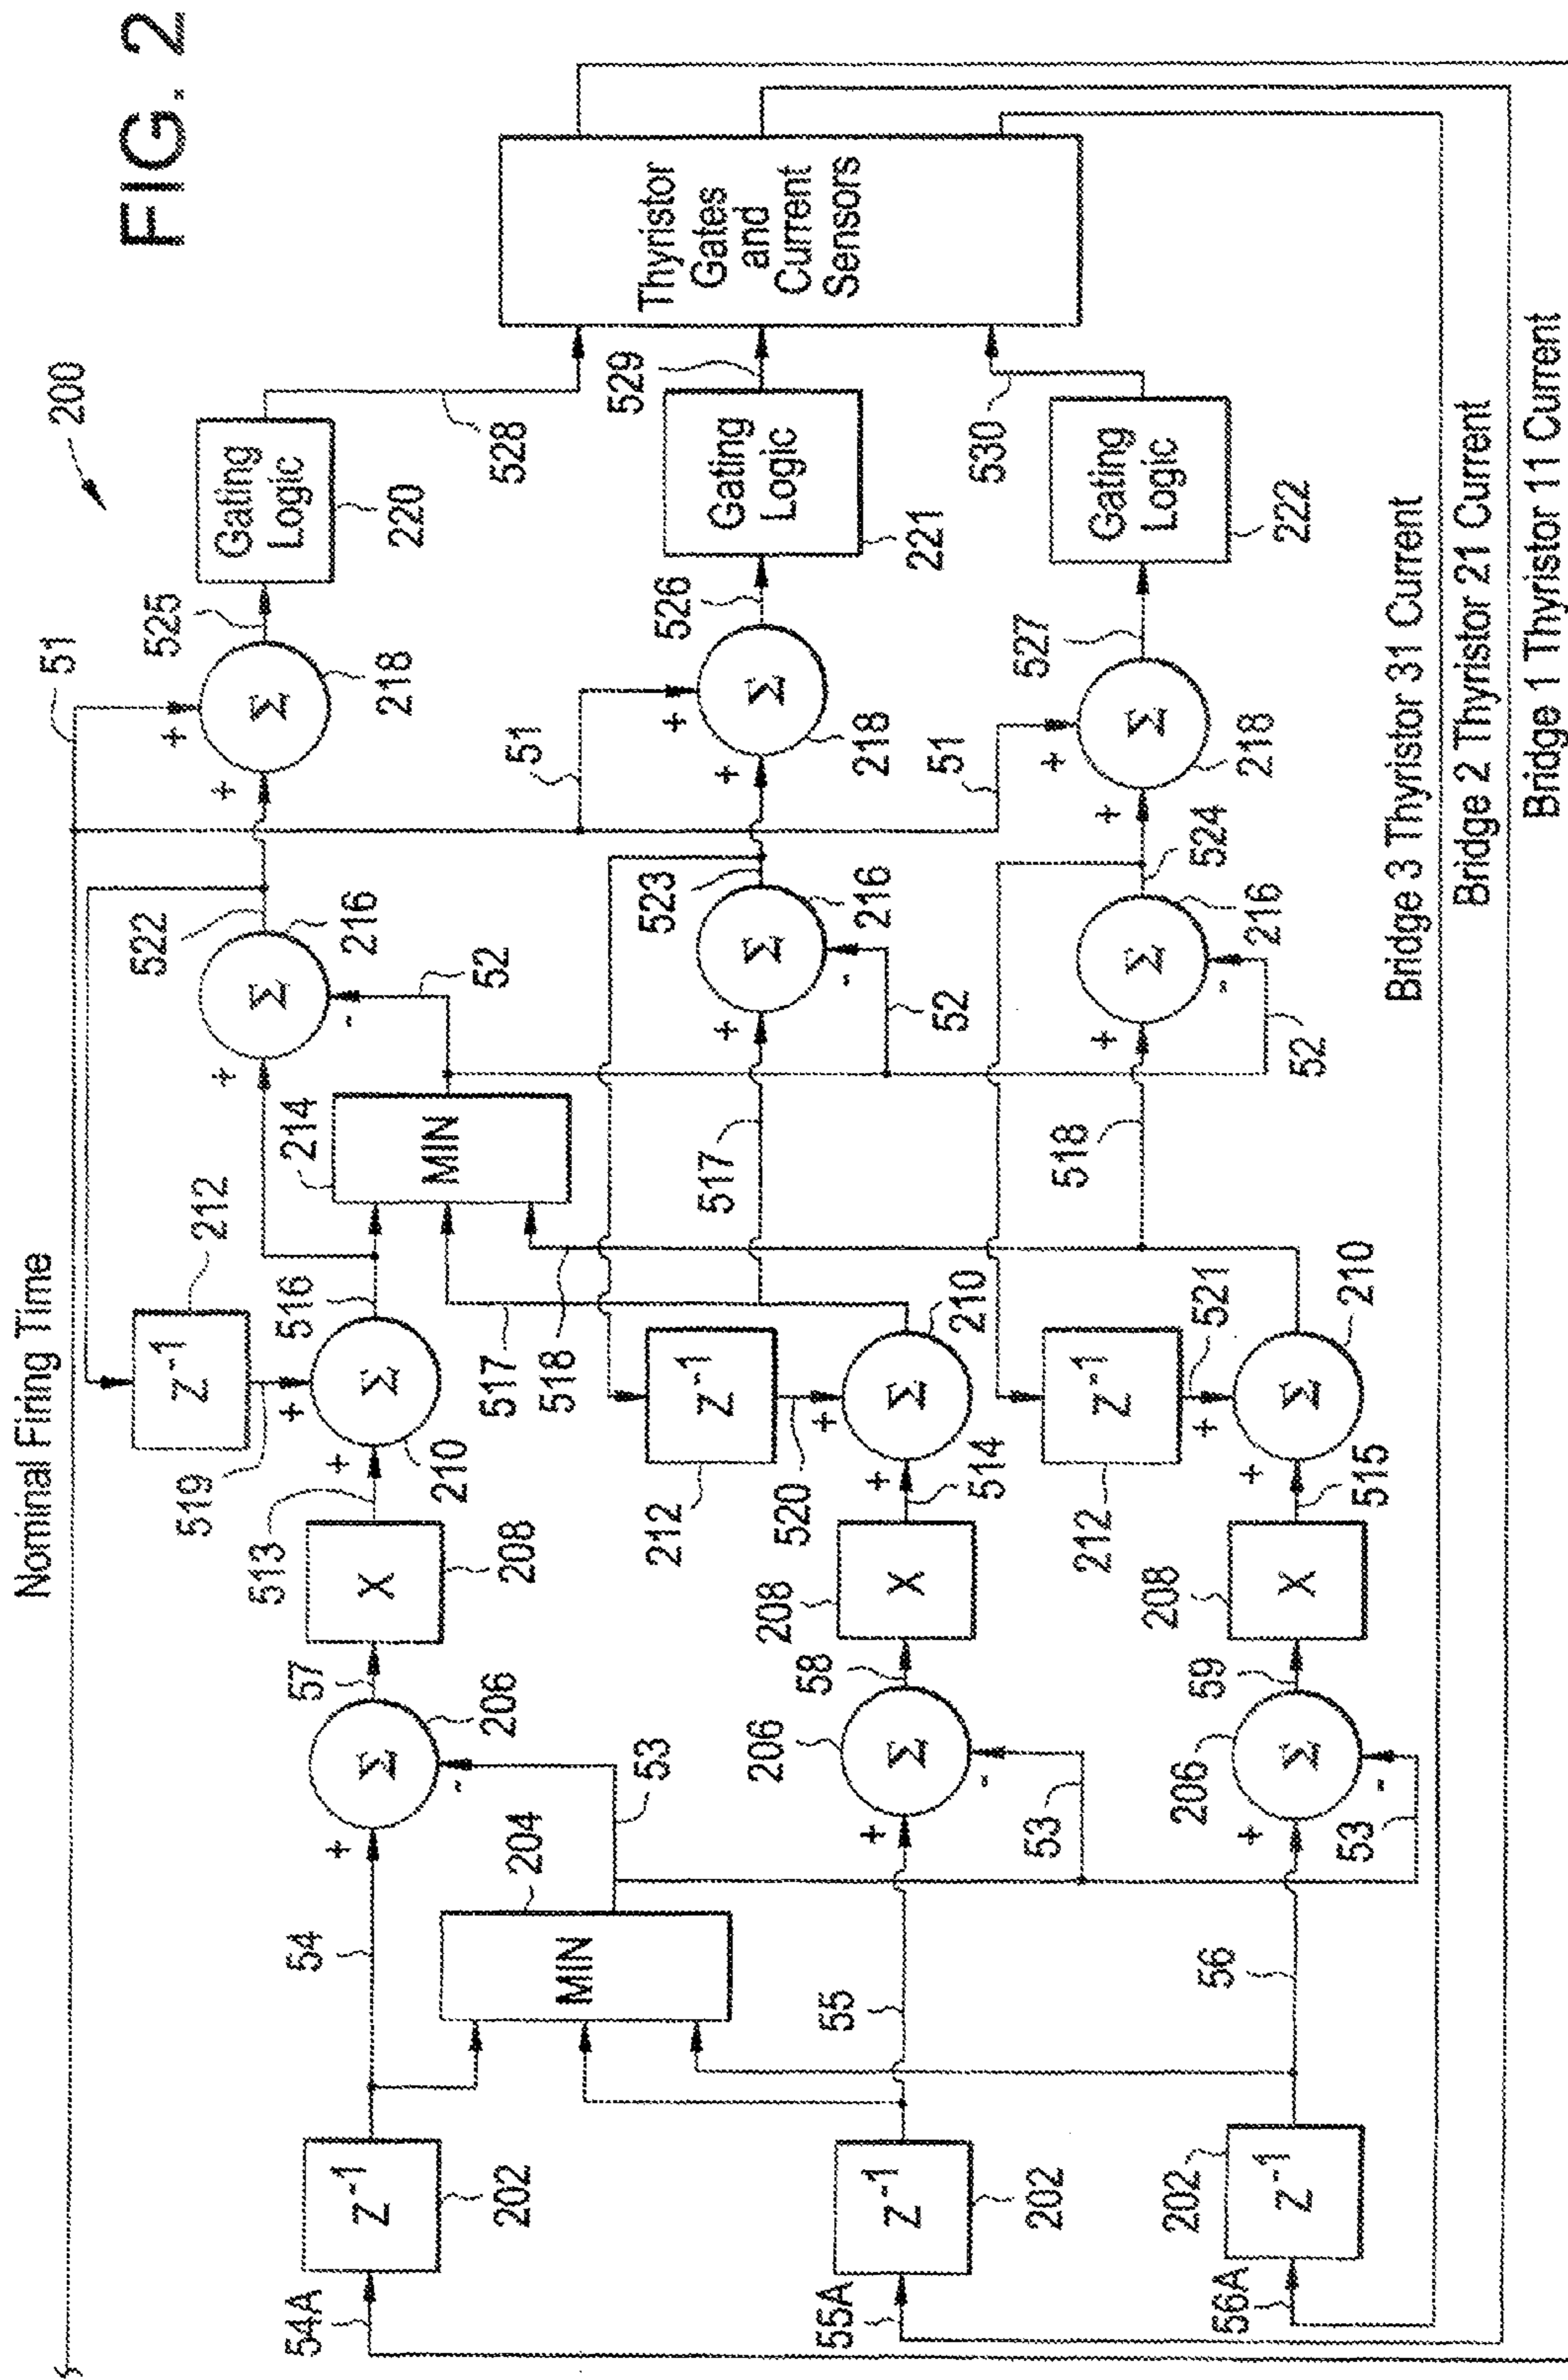 FIG. 2
200
Nominal Firing Time
51
54A
Z⁻¹
202
54
MIN
204
53
+
-
Σ
206
57
X
208
513
+
+
Σ
210
519
Z⁻¹
212
516
MIN
214
52
+
-
Σ
216
522
+
+
Σ
218
525
Gating
Logic
220
528
55A
Z⁻¹
202
55
53
+
-
Σ
206
58
X
208
514
+
+
Σ
210
520
Z⁻¹
212
517
518
517
52
+
-
Σ
216
523
51
+
+
Σ
218
526
Gating
Logic
221
529
Thyristor
Gates
and
Current
Sensors
56A
Z⁻¹
202
56
53
+
-
Σ
206
59
X
208
515
+
+
Σ
210
521
Z⁻¹
212
518
52
+
-
Σ
216
524
51
+
+
Σ
218
527
Gating
Logic
222
530
Bridge 3 Thyristor 31 Current
Bridge 2 Thyristor 21 Current
Bridge 1 Thyristor 11 Current